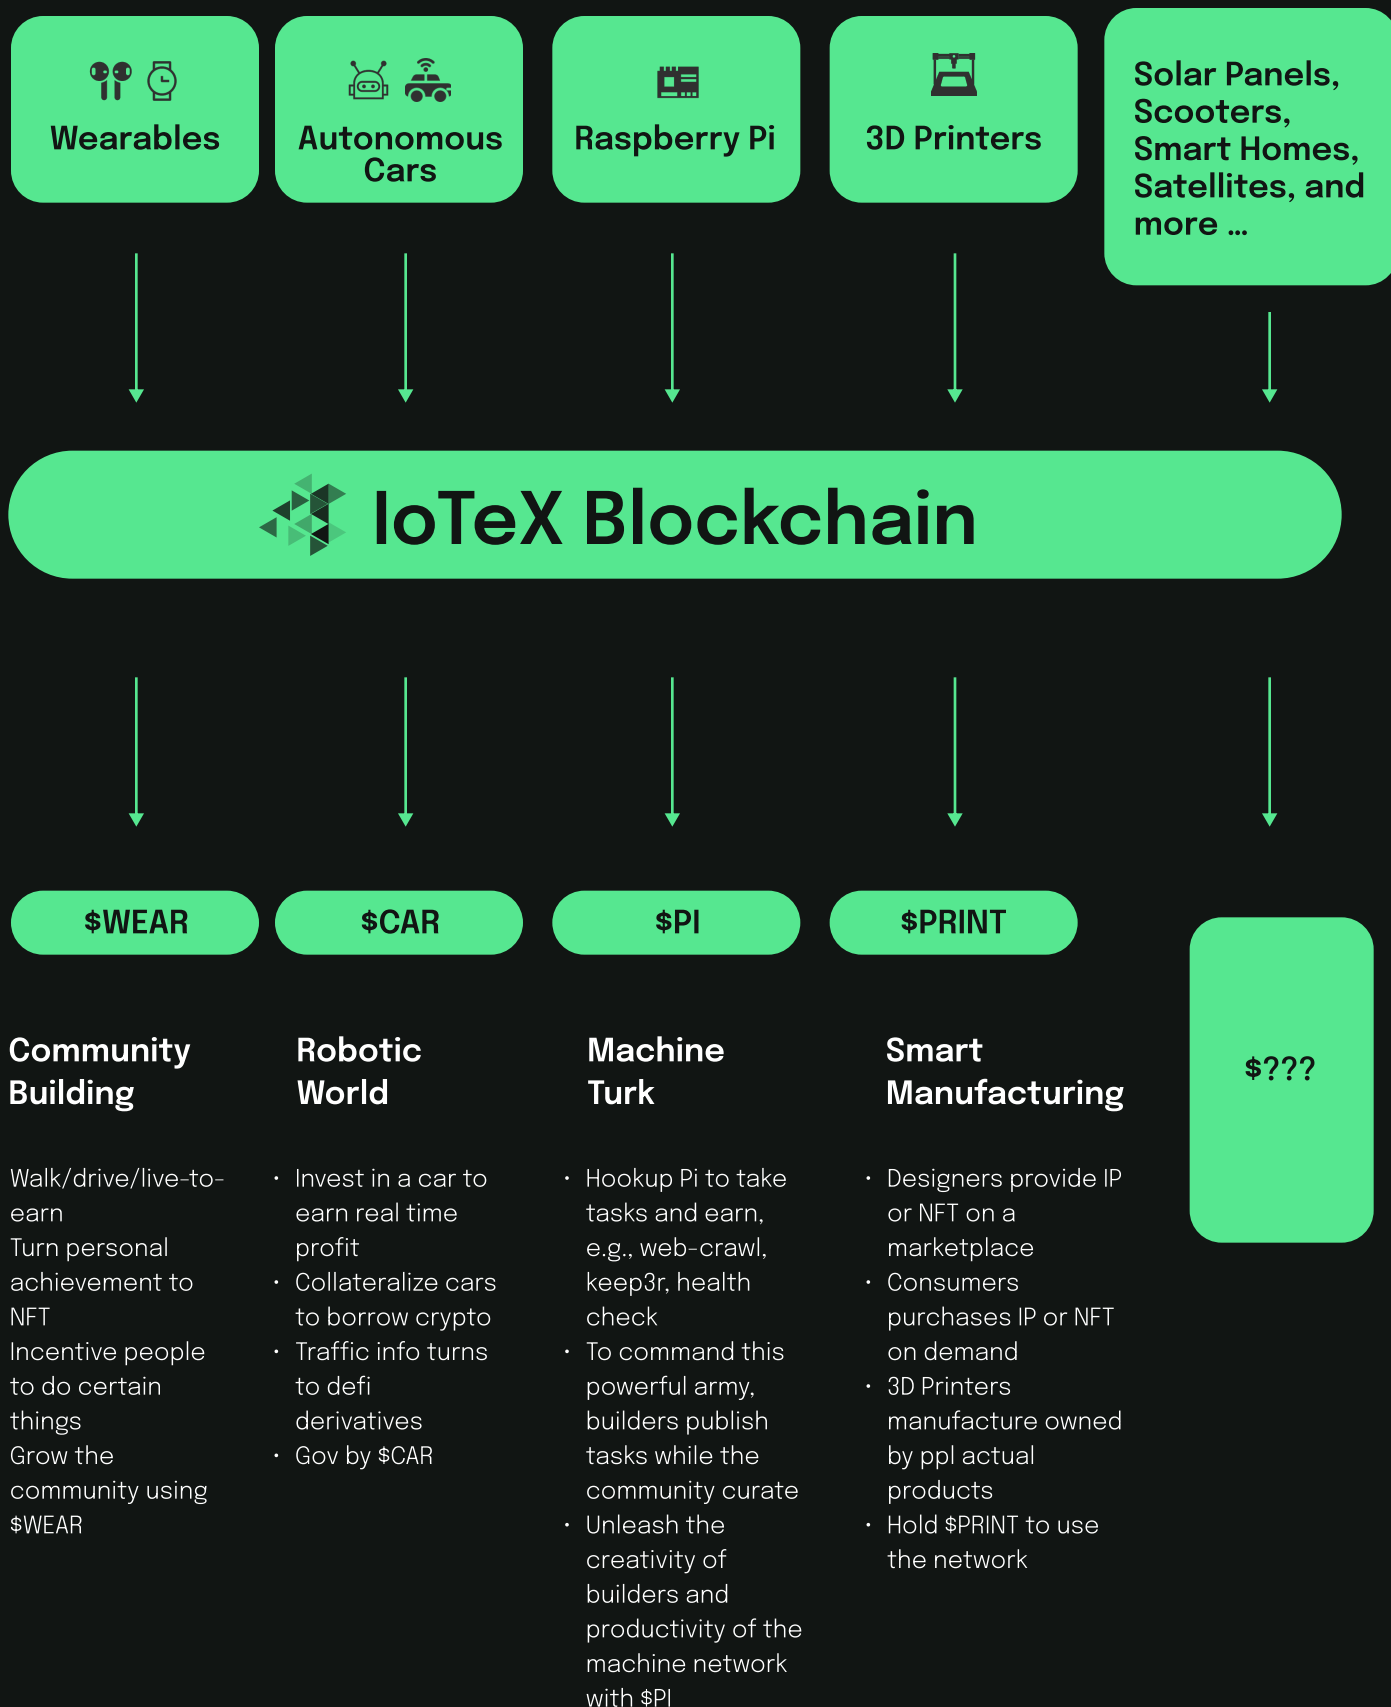 Wearables
Autonomous
Cars
Raspberry Pi
3D Printers
Solar Panels,
Scooters,
Smart Homes,
Satellites, and
more ...
IoTeX Blockchain
$WEAR
$CAR
$PI
$PRINT
$???
Community
Building
Walk/drive/live-to-
earn
Turn personal
achievement to
NFT
Incentive people
to do certain
things
Grow the
community using
$WEAR
Robotic
World
• Invest in a car to
earn real time
profit
• Collateralize cars
to borrow crypto
• Traffic info turns
to defi
derivatives
• Gov by $CAR
Machine
Turk
• Hookup Pi to take
tasks and earn,
e.g., web-crawl,
keep3r, health
check
• To command this
powerful army,
builders publish
tasks while the
community curate
• Unleash the
creativity of
builders and
productivity of the
machine network
with $PI
Smart
Manufacturing
• Designers provide IP
or NFT on a
marketplace
• Consumers
purchases IP or NFT
on demand
• 3D Printers
manufacture owned
by ppl actual
products
• Hold $PRINT to use
the network